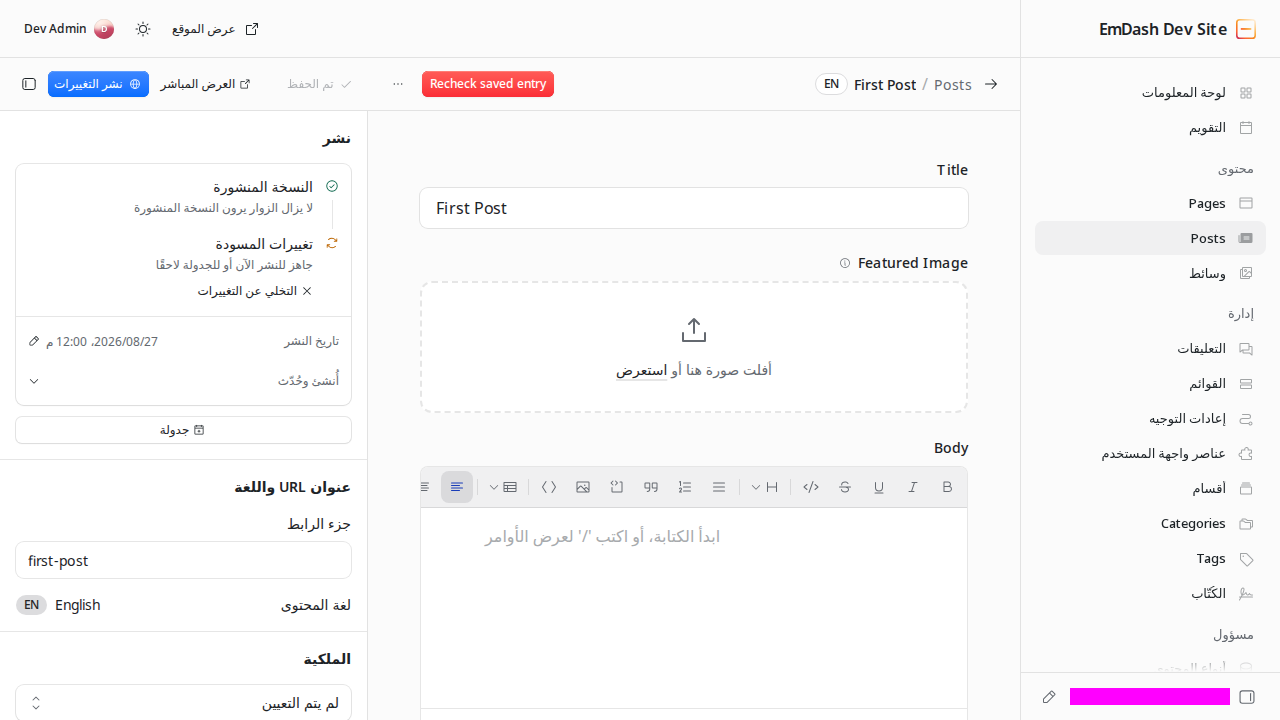 EmDash Dev Site
عرض الموقع
Dev Admin
D
لوحة المعلومات
التقويم
محتوى
Pages
Posts
وسائط
إدارة
التعليقات
القوائم
إعادات التوجيه
عناصر واجهة المستخدم
أقسام
Categories
Tags
الكُتّاب
مسؤول
أنواع المحتوى
Posts / First Post EN
Recheck saved entry
تم الحفظ
العرض المباشر
نشر التغييرات
Title
First Post
Featured Image
أفلت صورة هنا أو استعرض
Body
ابدأ الكتابة، أو اكتب '/' لعرض الأوامر
نشر
النسخة المنشورة
لا يزال الزوار يرون النسخة المنشورة
تغييرات المسودة
جاهز للنشر الآن أو للجدولة لاحقًا
التخلي عن التغييرات
تاريخ النشر
2026/08/27، 12:00 م
أُنشئ وحُدّث
جدولة
عنوان URL واللغة
جزء الرابط
first-post
لغة المحتوى
English EN
الملكية
لم يتم التعيين